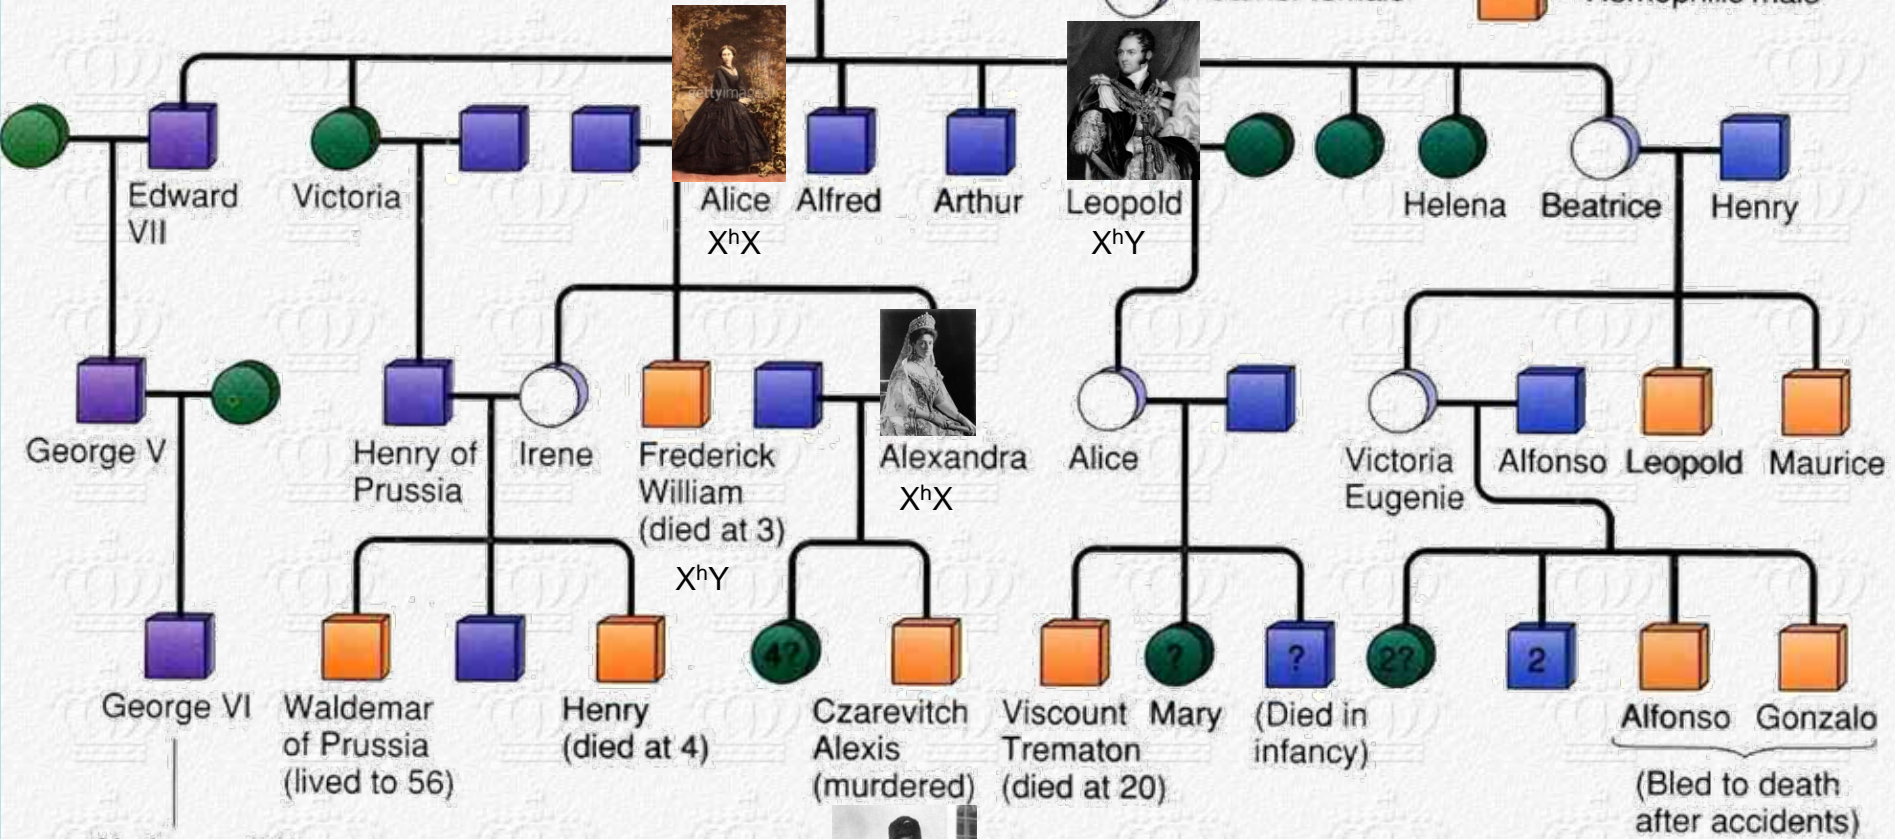 Hemophilic male
gettyimages
Edward
VII
Victoria
Alice
XʰX
Alfred
Arthur
Leopold
XʰY
Helena
Beatrice
Henry
George V
Henry of
Prussia
Irene
Frederick
William
(died at 3)
XʰY
Alexandra
XʰX
Alice
Victoria
Eugenie
Alfonso
Leopold
Maurice
4?
?
?
2?
2
George VI
Waldemar
of Prussia
(lived to 56)
Henry
(died at 4)
Czarevitch
Alexis
(murdered)
Viscount
Trematon
(died at 20)
Mary
(Died in
infancy)
Alfonso
Gonzalo
(Bled to death
after accidents)